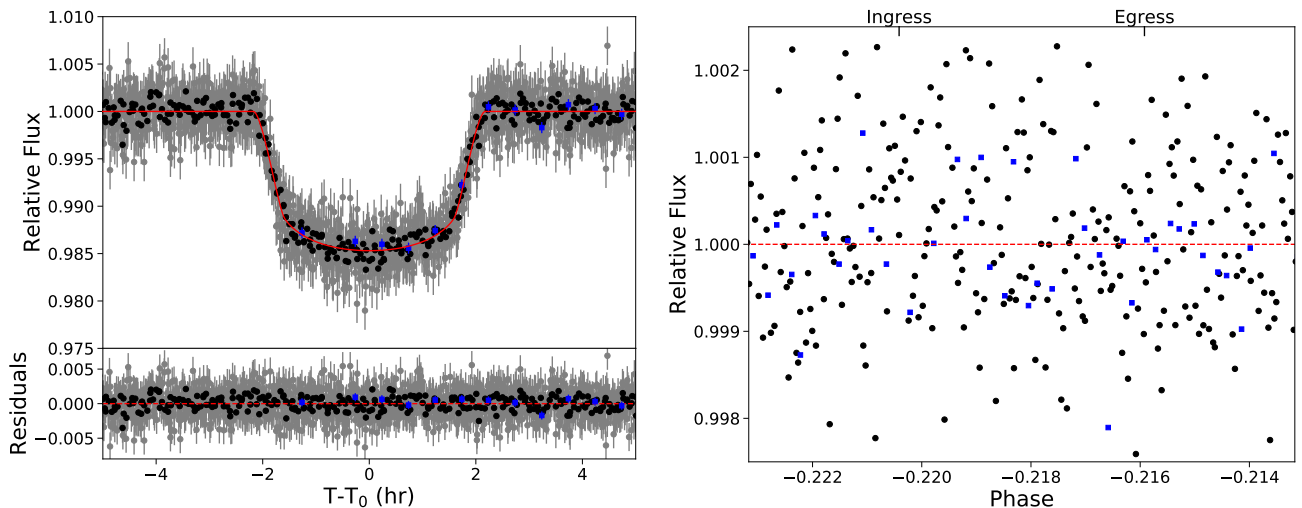 1.010
1.005
1.000
0.995
0.990
0.985
0.980
0.975
Relative Flux
0.005
0.000
−0.005
Residuals
−4 −2 0 2 4
T-T₀ (hr)
Ingress Egress
1.002
1.001
1.000
0.999
0.998
Relative Flux
−0.222 −0.220 −0.218 −0.216 −0.214
Phase